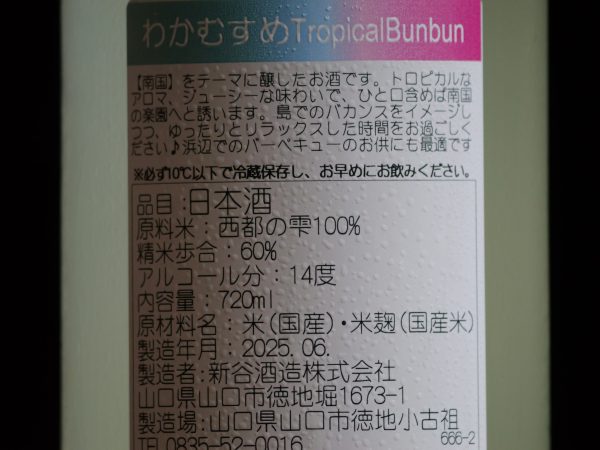 わかむすめTropicalBunbun
【南国】をテーマに醸したお酒です。トロピカルな
アロマ、ジューシーな味わいで、ひと口含めば南国
の楽園へと誘います。島でのバカンスをイメージし
つつ、ゆったりとリラックスした時間をお過ごしく
ださい♪浜辺でのバーベキューのお供にも最適です
※必ず10℃以下で冷蔵保存し、お早めにお飲みください。
品目：日本酒
原料米：西都の雫100%
精米歩合：60%
アルコール分：14度
内容量：720ml
原材料名：米（国産）・米麹（国産米）
製造年月：2025.06.
製造者：新谷酒造株式会社
山口県山口市徳地堀1673-1
製造場：山口県山口市徳地小古祖
666-2
TEL 0835-52-0016